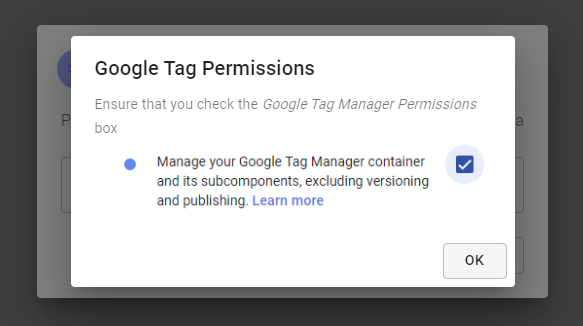 Google Tag Permissions
Ensure that you check the Google Tag Manager Permissions
box
Manage your Google Tag Manager container
and its subcomponents, excluding versioning
and publishing. Learn more
OK